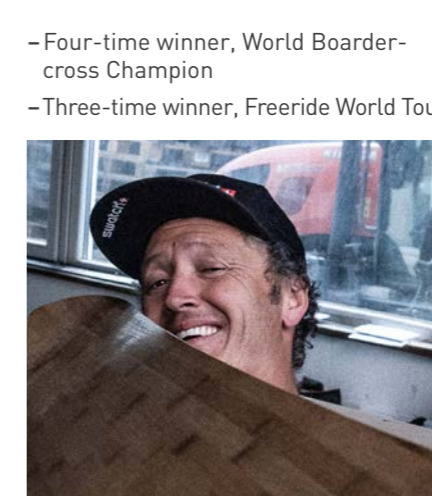 – Four-time winner, World Boarder-
cross Champion
– Three-time winner, Freeride World Tou
swatch